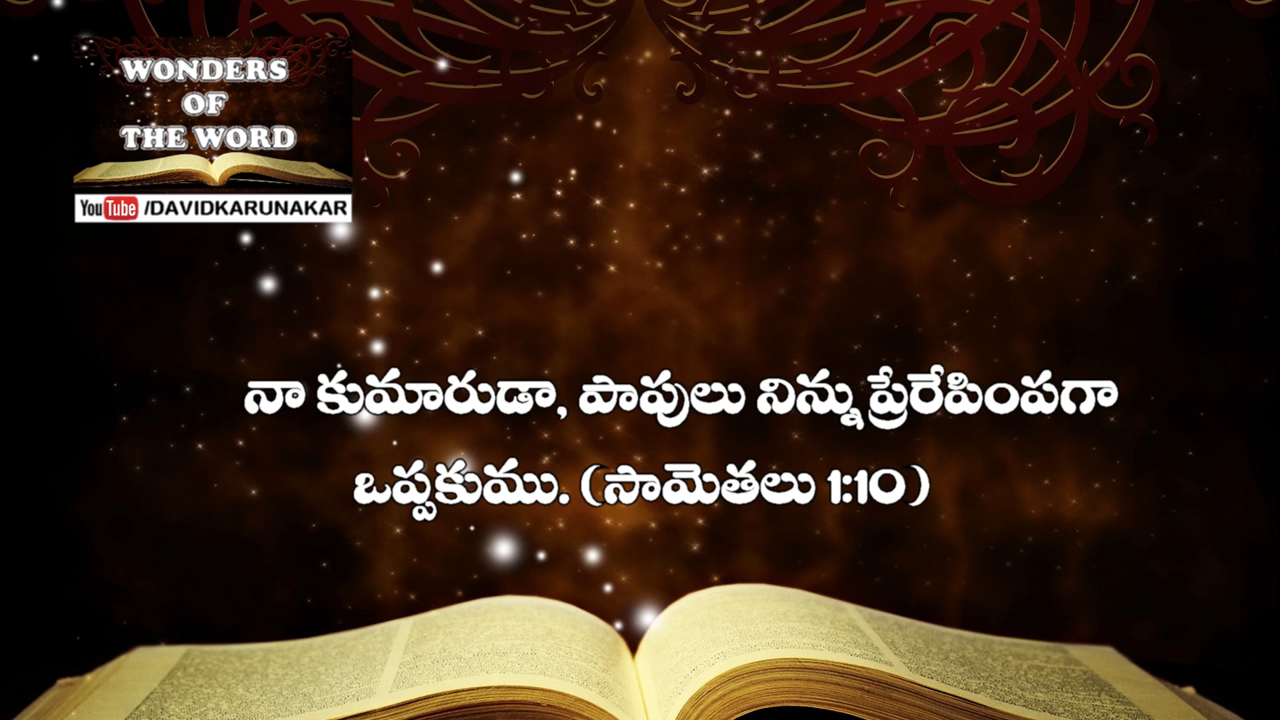 WONDERS
OF
THE WORD
YouTube /DAVIDKARUNAKAR
నా కుమారుడా, పాపులు నిన్ను ప్రేరేపింపగా
ఒప్పకుము. (సామెతలు 1:10)